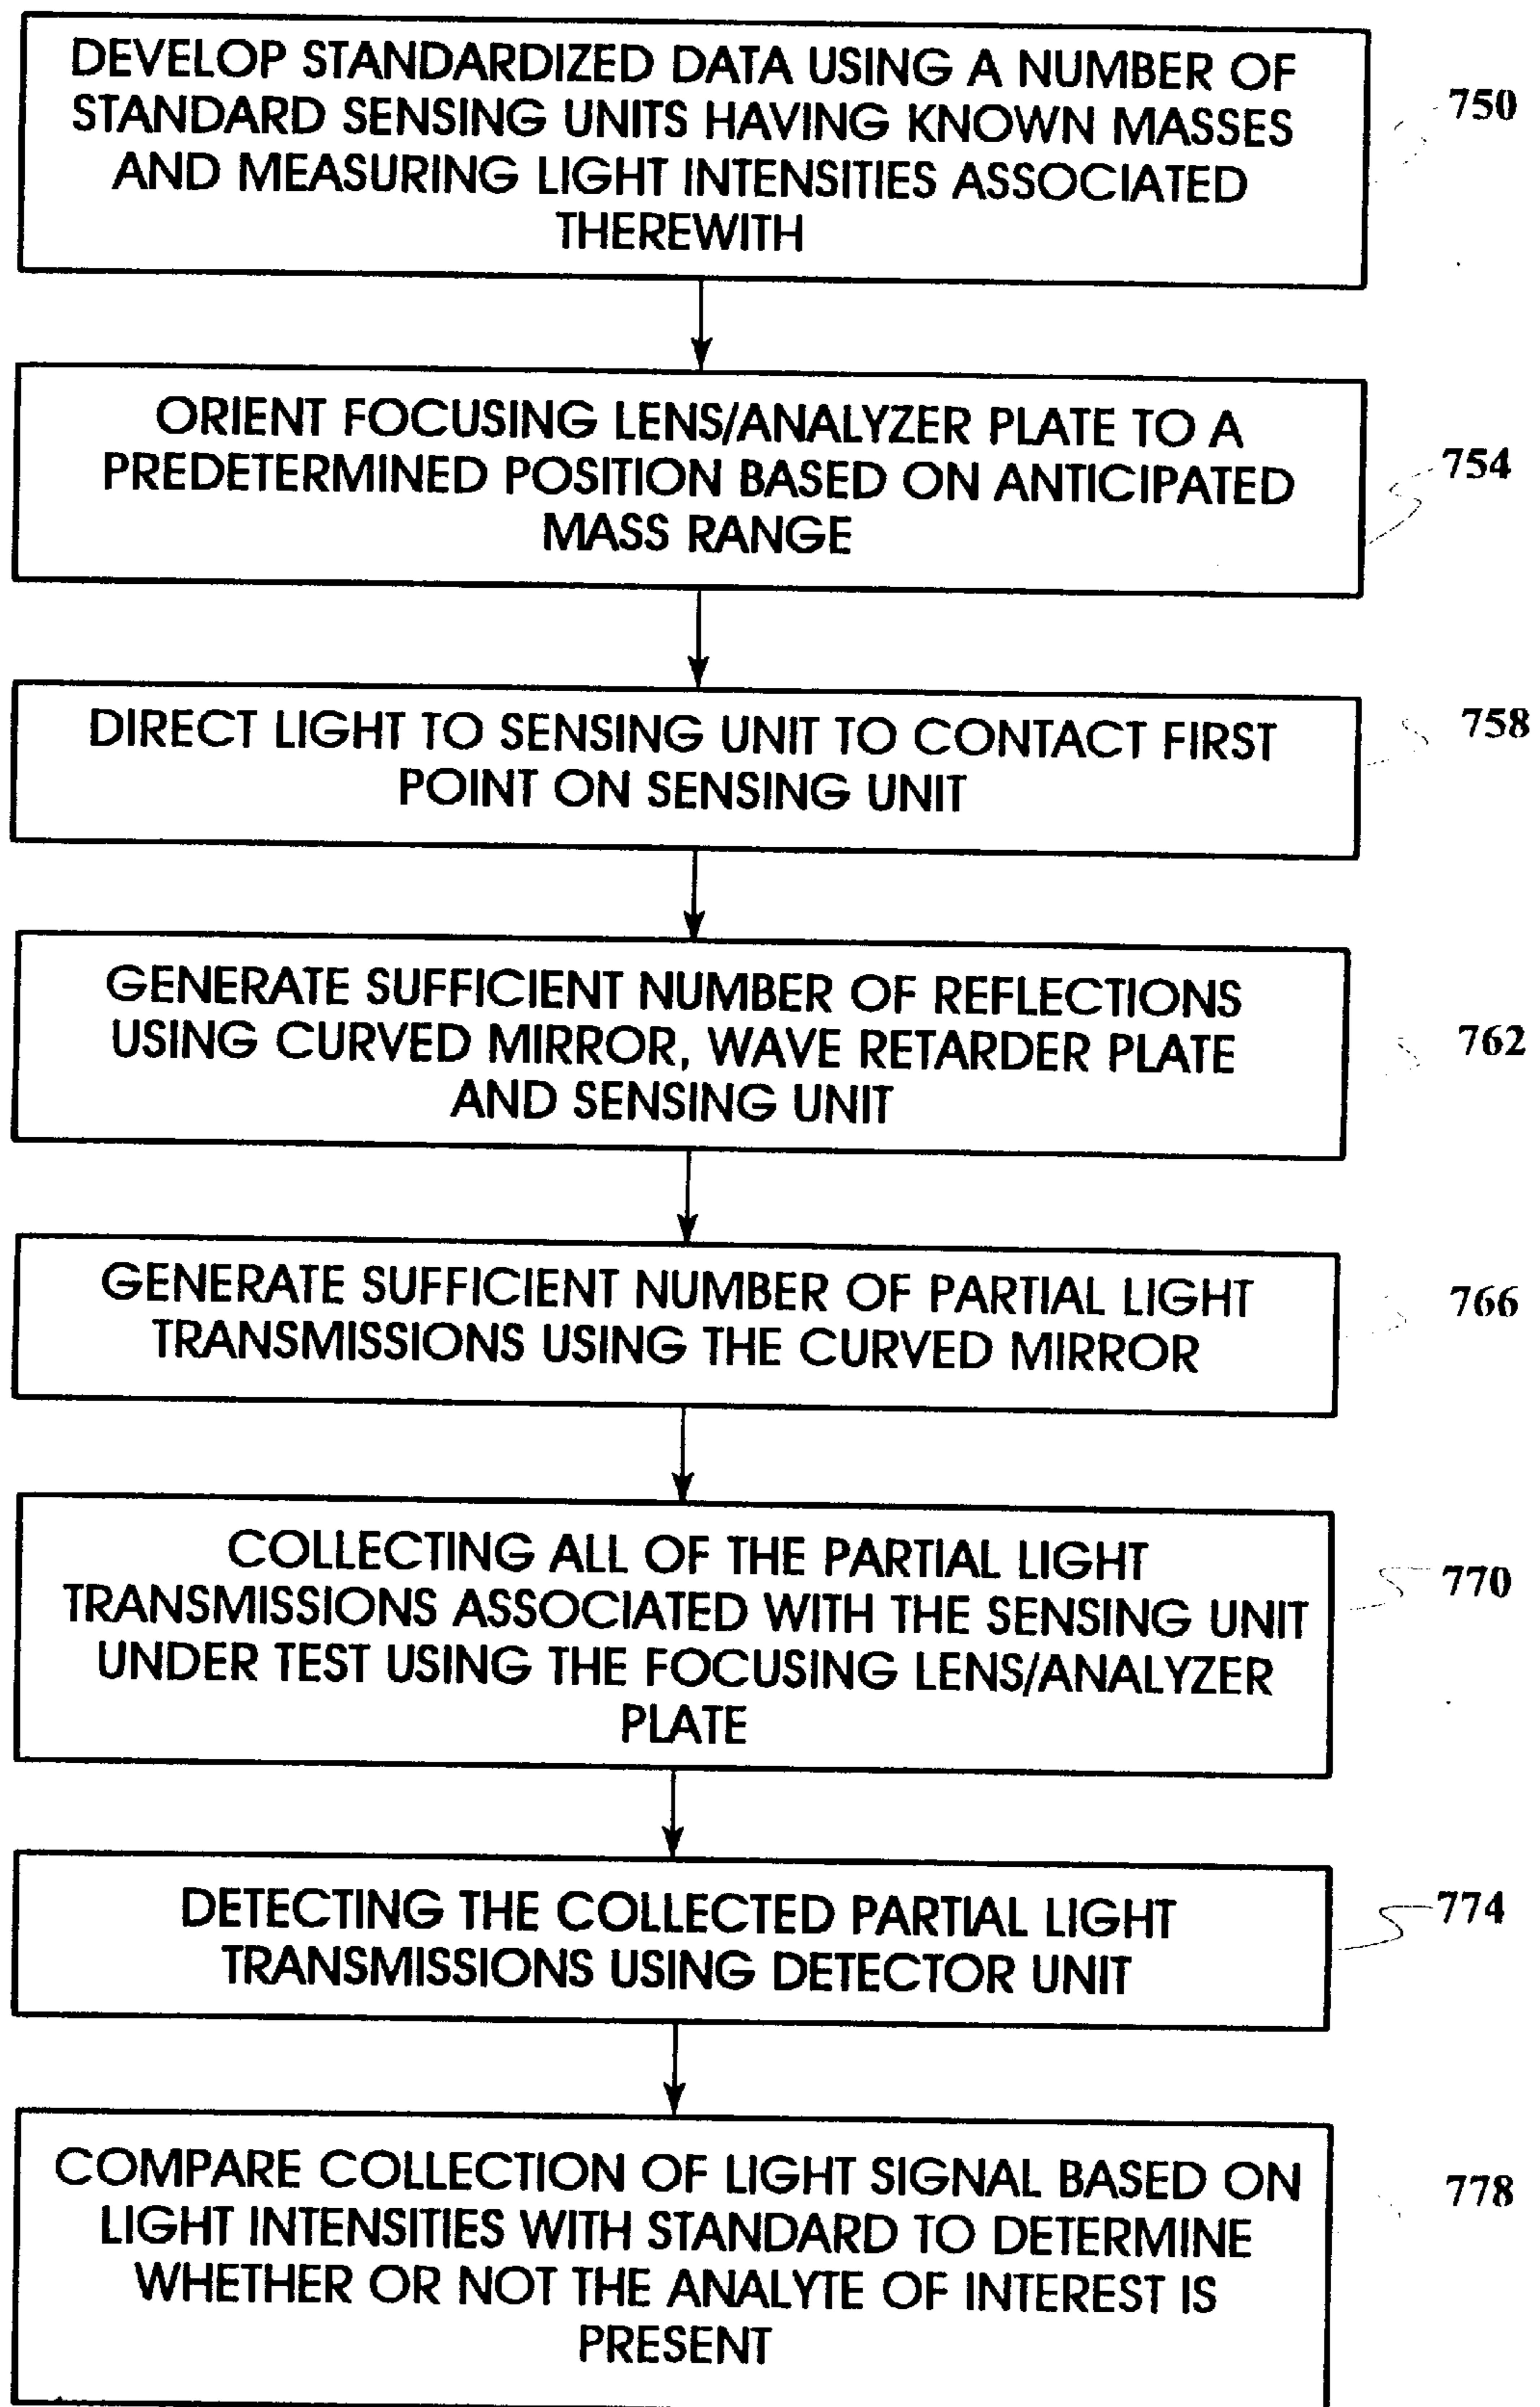 DEVELOP STANDARDIZED DATA USING A NUMBER OF
STANDARD SENSING UNITS HAVING KNOWN MASSES
AND MEASURING LIGHT INTENSITIES ASSOCIATED
THEREWITH
750
ORIENT FOCUSING LENS/ANALYZER PLATE TO A
PREDETERMINED POSITION BASED ON ANTICIPATED
MASS RANGE
754
DIRECT LIGHT TO SENSING UNIT TO CONTACT FIRST
POINT ON SENSING UNIT
758
GENERATE SUFFICIENT NUMBER OF REFLECTIONS
USING CURVED MIRROR, WAVE RETARDER PLATE
AND SENSING UNIT
762
GENERATE SUFFICIENT NUMBER OF PARTIAL LIGHT
TRANSMISSIONS USING THE CURVED MIRROR
766
COLLECTING ALL OF THE PARTIAL LIGHT
TRANSMISSIONS ASSOCIATED WITH THE SENSING UNIT
UNDER TEST USING THE FOCUSING LENS/ANALYZER
PLATE
770
DETECTING THE COLLECTED PARTIAL LIGHT
TRANSMISSIONS USING DETECTOR UNIT
774
COMPARE COLLECTION OF LIGHT SIGNAL BASED ON
LIGHT INTENSITIES WITH STANDARD TO DETERMINE
WHETHER OR NOT THE ANALYTE OF INTEREST IS
PRESENT
778